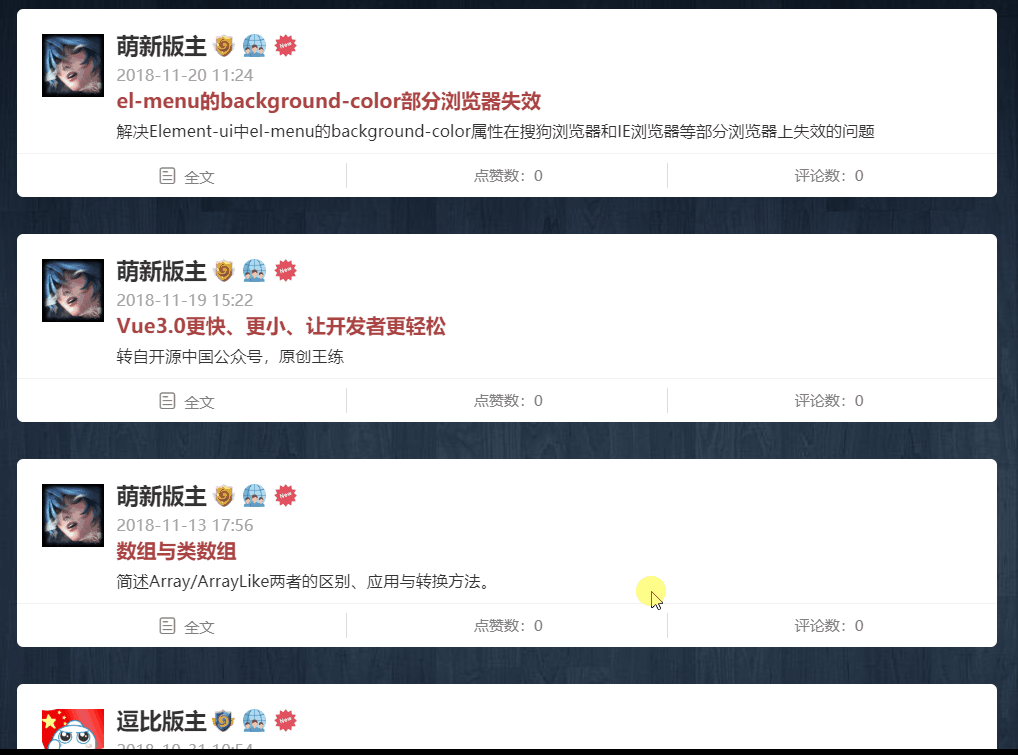 萌新版主 New
2018-11-20 11:24
el-menu的background-color部分浏览器失效
解决Element-ui中el-menu的background-color属性在搜狗浏览器和IE浏览器等部分浏览器上失效的问题
全文 点赞数：0 评论数：0
萌新版主 New
2018-11-19 15:22
Vue3.0更快、更小、让开发者更轻松
转自开源中国公众号，原创王练
全文 点赞数：0 评论数：0
萌新版主 New
2018-11-13 17:56
数组与类数组
简述Array/ArrayLike两者的区别、应用与转换方法。
全文 点赞数：0 评论数：0
逗比版主 New
2018-10-31 10:54